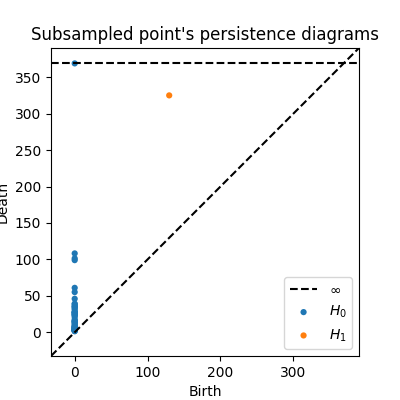 Subsampled point's persistence diagrams
350
300
250
200
150
100
50
0
Death
0 100 200 300
Birth
∞
H₀
H₁